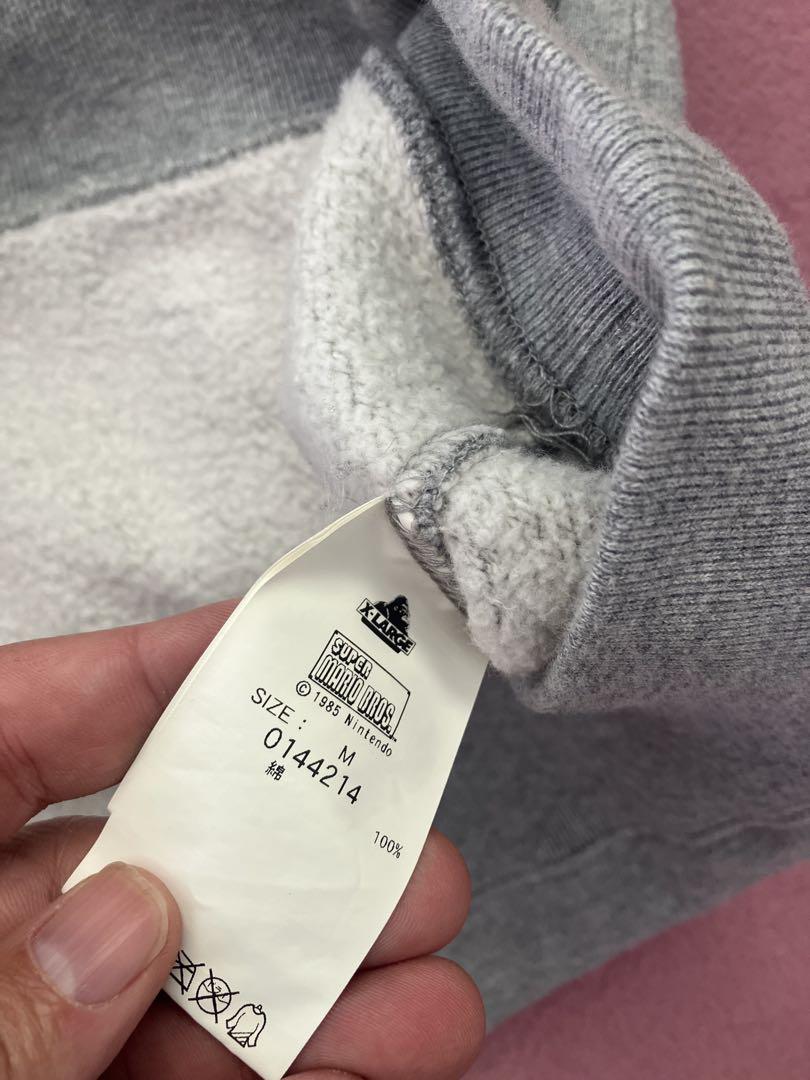 X-LARGE
SUPER
MARIO BROS.
© 1985 Nintendo
SIZE : M
0144214
綿 100%